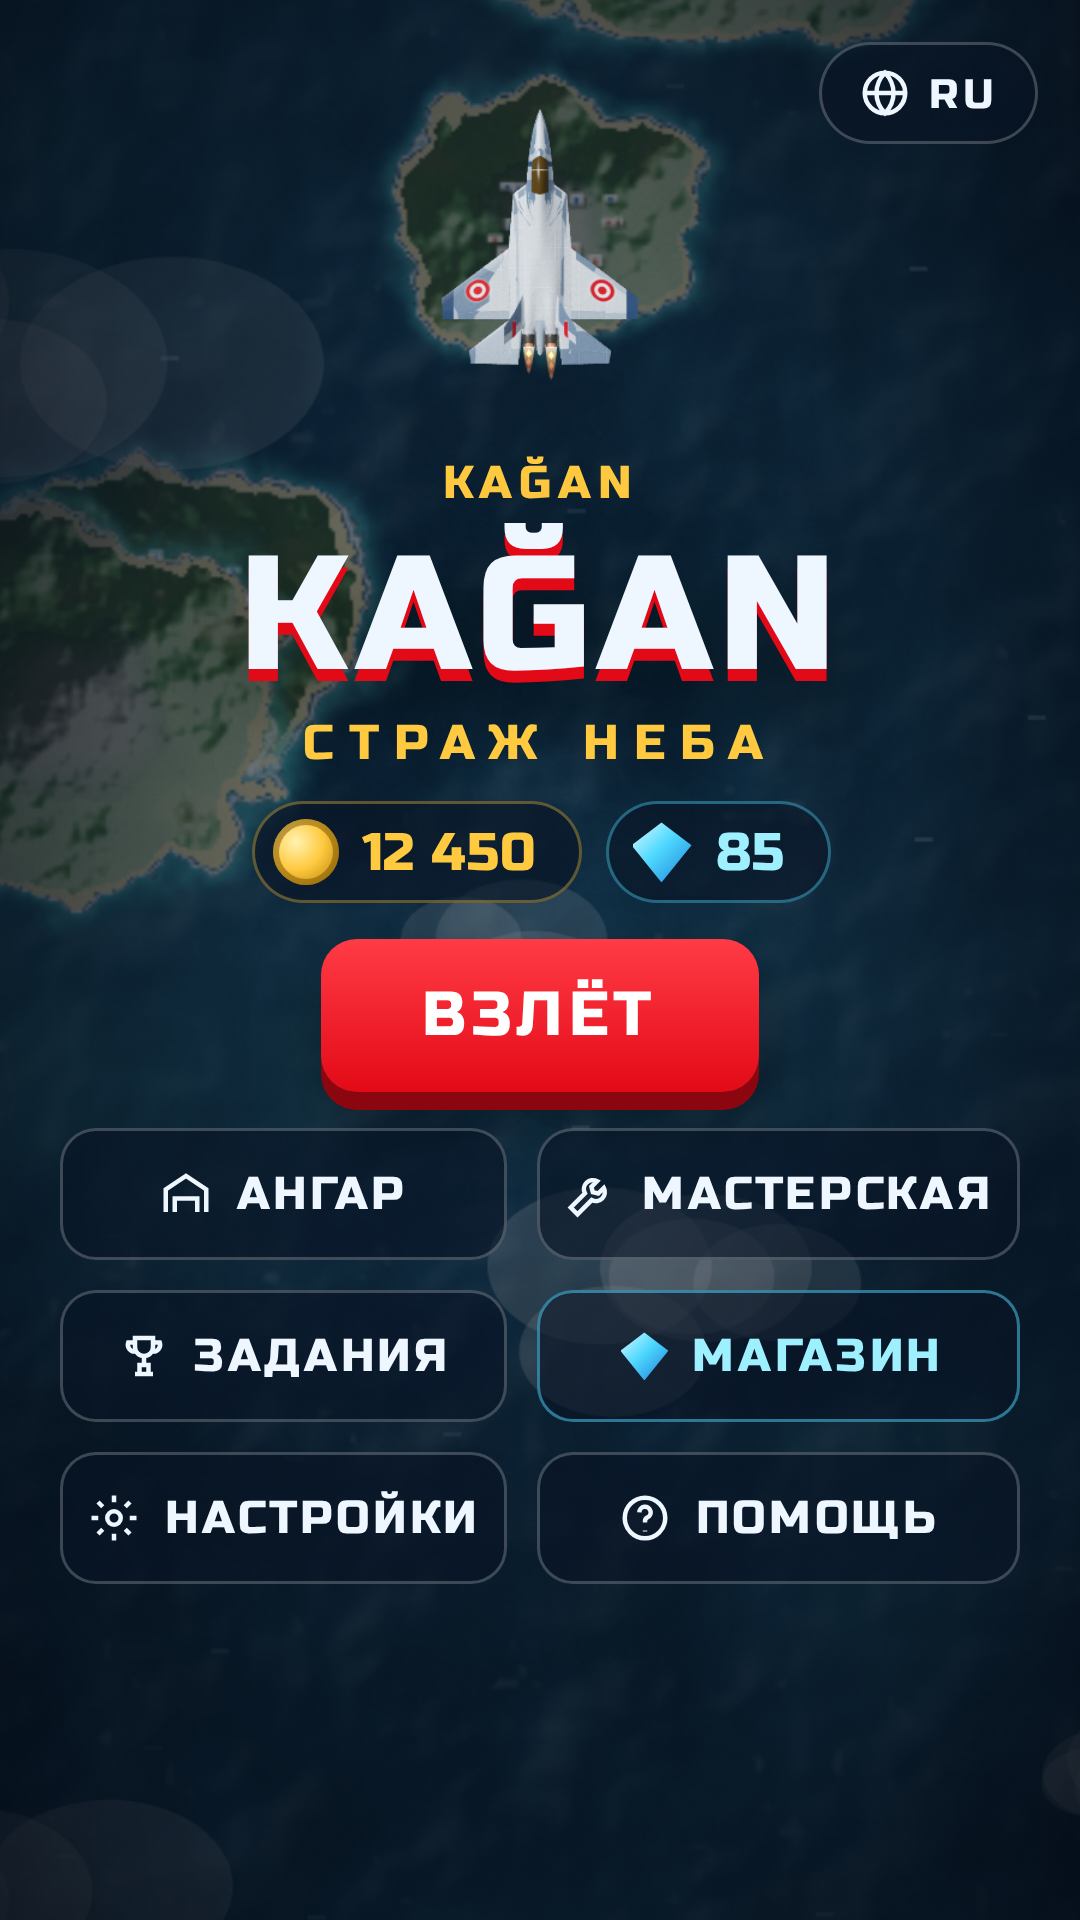 RU
KAĞAN
KAĞAN
СТРАЖ НЕБА
12 450
85
ВЗЛЁТ
АНГАР
МАСТЕРСКАЯ
ЗАДАНИЯ
МАГАЗИН
НАСТРОЙКИ
ПОМОЩЬ